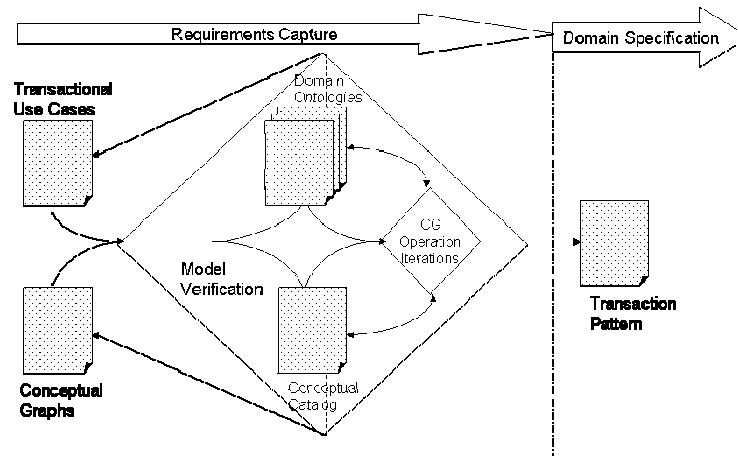 Requirements Capture
Domain Specification
Transactional
Use Cases
Domain
Ontologies
CG
Operation
Iterations
Model
Verification
Transaction
Pattern
Conceptual
Graphs
Conceptual
Catalog